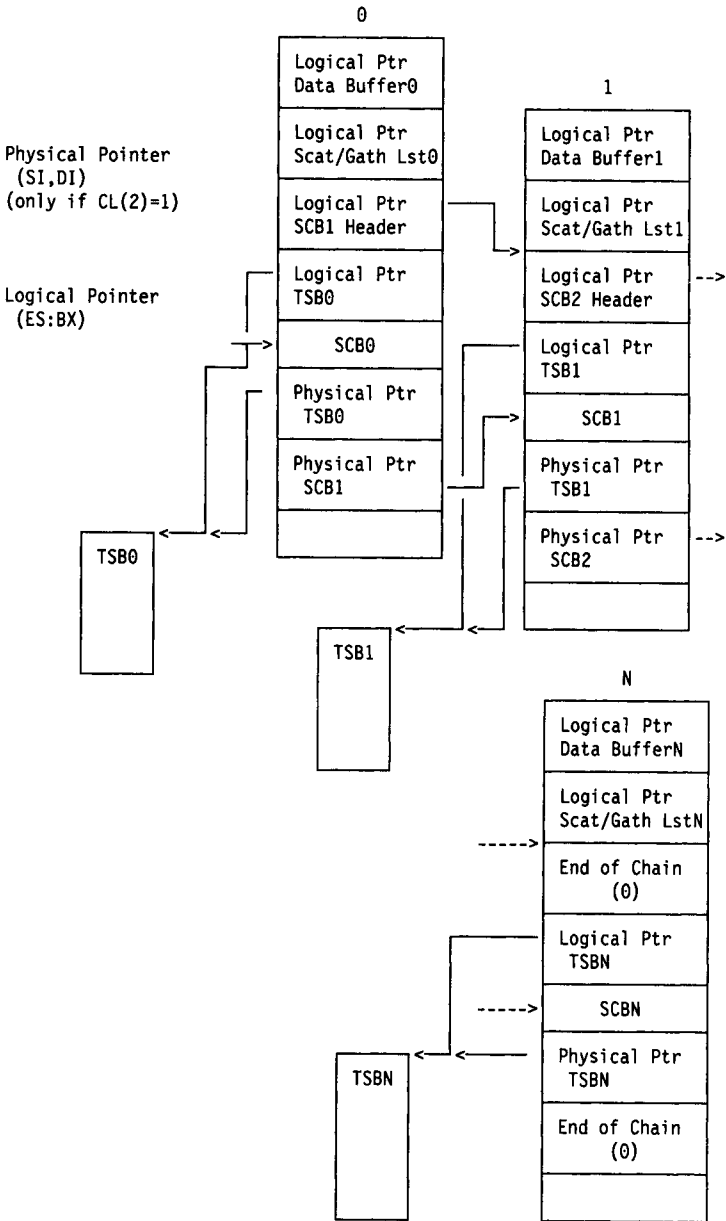 0
Logical Ptr
Data Buffer0
Logical Ptr
Scat/Gath Lst0
Logical Ptr
SCB1 Header
Logical Ptr
TSB0
SCB0
Physical Ptr
TSB0
Physical Ptr
SCB1
Physical Pointer
(SI,DI)
(only if CL(2)=1)
Logical Pointer
(ES:BX)
1
Logical Ptr
Data Buffer1
Logical Ptr
Scat/Gath Lst1
Logical Ptr
SCB2 Header
Logical Ptr
TSB1
SCB1
Physical Ptr
TSB1
Physical Ptr
SCB2
TSB0
TSB1
N
Logical Ptr
Data BufferN
Logical Ptr
Scat/Gath LstN
End of Chain
(0)
Logical Ptr
TSBN
SCBN
Physical Ptr
TSBN
End of Chain
(0)
TSBN